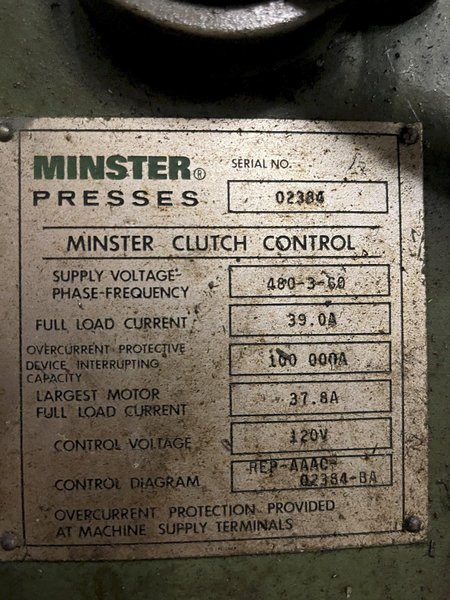 MINSTER®
PRESSES
SERIAL NO.
02384
MINSTER CLUTCH CONTROL
SUPPLY VOLTAGE-
PHASE-FREQUENCY
480-3-60
FULL LOAD CURRENT
39.0A
OVERCURRENT PROTECTIVE
DEVICE INTERRUPTING
CAPACITY
100 000A
LARGEST MOTOR
FULL LOAD CURRENT
37.8A
CONTROL VOLTAGE
120V
CONTROL DIAGRAM
REP-AAAC-
02384-BA
OVERCURRENT PROTECTION PROVIDED
AT MACHINE SUPPLY TERMINALS